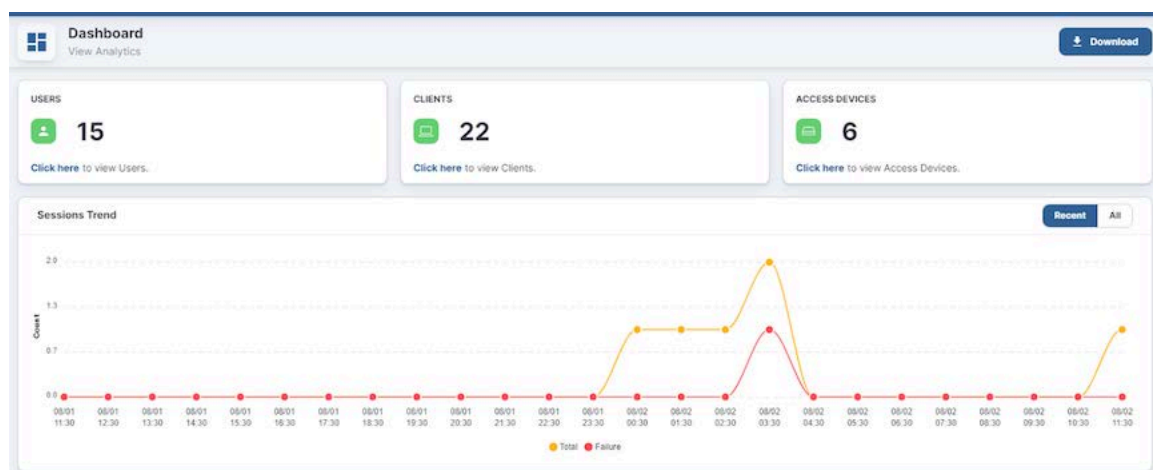 Dashboard
View Analytics
Download
USERS
15
Click here to view Users.
CLIENTS
22
Click here to view Clients.
ACCESS DEVICES
6
Click here to view Access Devices.
Sessions Trend
Recent All
2.0
1.3
0.7
0.0
Count
08/01 08/01 08/01 08/01 08/01 08/01 08/01 08/01 08/01 08/01 08/01 08/01 08/01 08/02 08/02 08/02 08/02 08/02 08/02 08/02 08/02 08/02 08/02 08/02 08/02
11:30 12:30 13:30 14:30 15:30 16:30 17:30 18:30 19:30 20:30 21:30 22:30 23:30 00:30 01:30 02:30 03:30 04:30 05:30 06:30 07:30 08:30 09:30 10:30 11:30
Total Failure